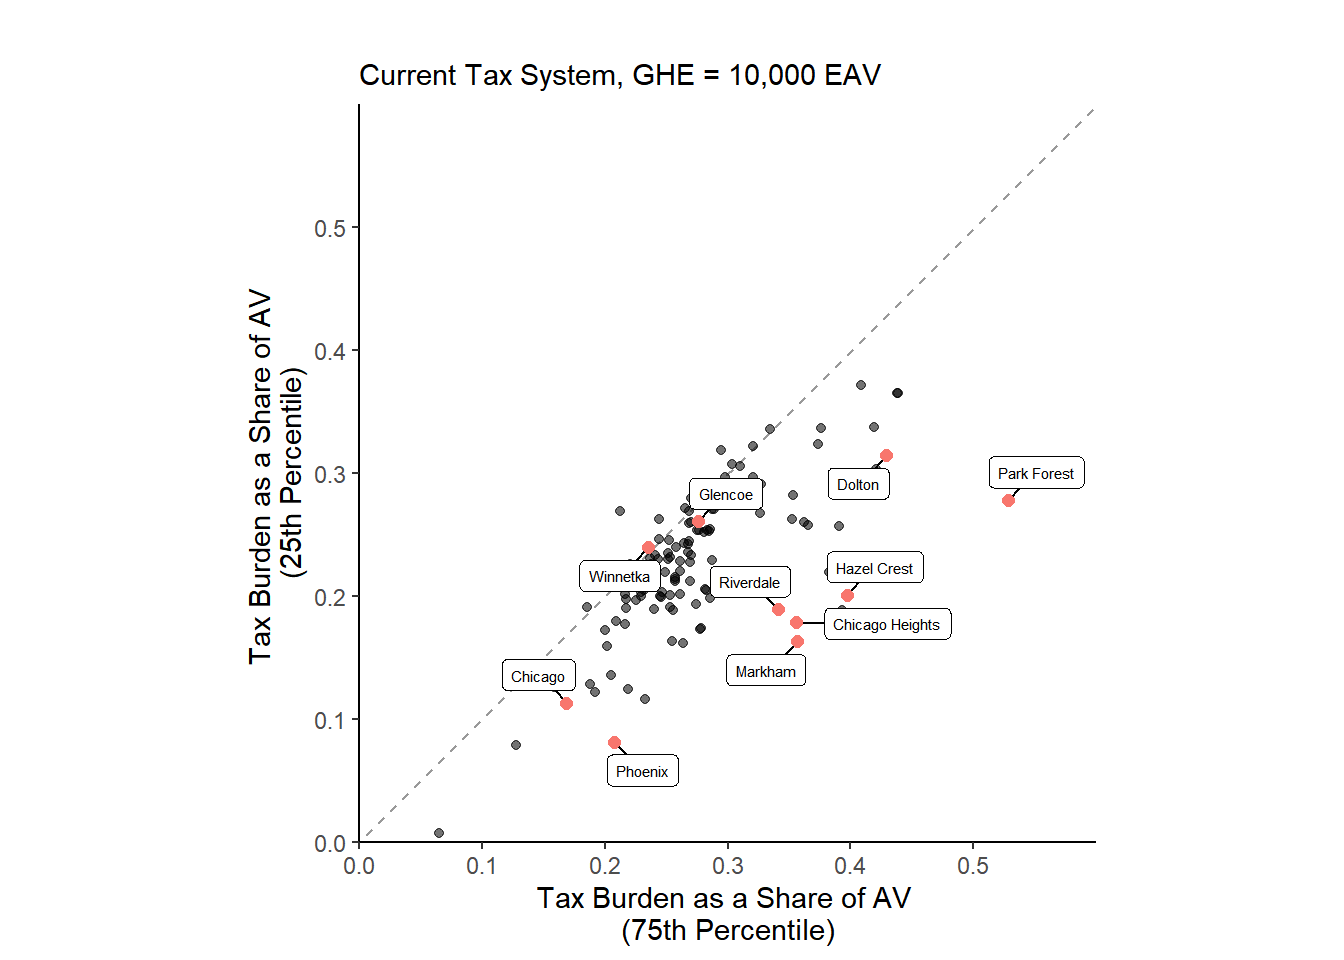 Current Tax System, GHE = 10,000 EAV
Tax Burden as a Share of AV
(25th Percentile)
0.5
0.4
0.3
0.2
0.1
0.0
Park Forest
Dolton
Glencoe
Winnetka
Riverdale
Hazel Crest
Chicago Heights
Markham
Chicago
Phoenix
0.0 0.1 0.2 0.3 0.4 0.5
Tax Burden as a Share of AV
(75th Percentile)